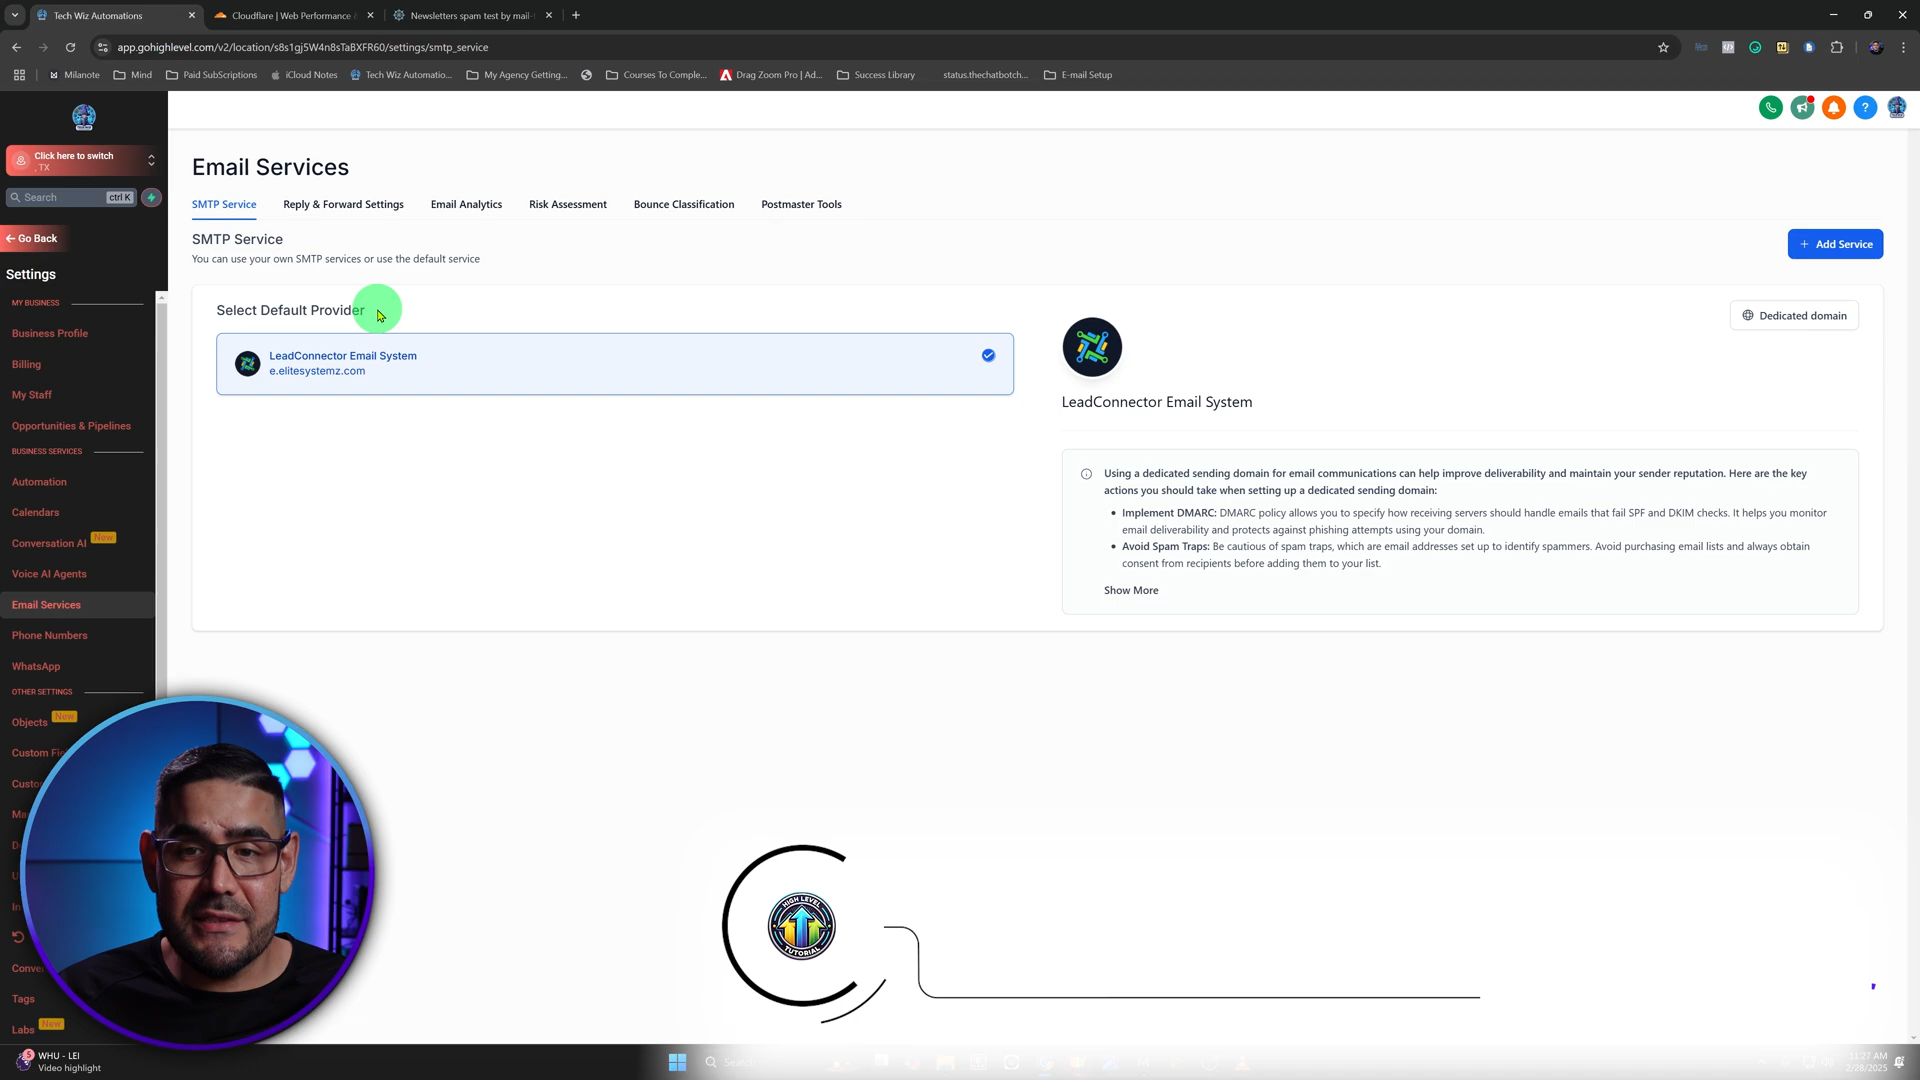 Tech Wiz Automations
Cloudflare | Web Performance &
Newsletters spam test by mail-t
app.gohighlevel.com/v2/location/s8s1gj5W4n8sTaBXFR60/settings/smtp_service
Milanote
Mind
Paid SubScriptions
iCloud Notes
Tech Wiz Automatio...
My Agency Getting...
Courses To Comple...
Drag Zoom Pro | Ad...
Success Library
status.thechatbotch...
E-mail Setup
Click here to switch
, TX
Search
ctrl K
Go Back
Settings
MY BUSINESS
Business Profile
Billing
My Staff
Opportunities & Pipelines
BUSINESS SERVICES
Automation
Calendars
Conversation AI New
Voice AI Agents
Email Services
Phone Numbers
WhatsApp
OTHER SETTINGS
Objects New
Tags
Labs New
Email Services
SMTP Service
Reply & Forward Settings
Email Analytics
Risk Assessment
Bounce Classification
Postmaster Tools
SMTP Service
You can use your own SMTP services or use the default service
+ Add Service
Select Default Provider
LeadConnector Email System
e.elitesystemz.com
Dedicated domain
LeadConnector Email System
Using a dedicated sending domain for email communications can help improve deliverability and maintain your sender reputation. Here are the key
actions you should take when setting up a dedicated sending domain:
• Implement DMARC: DMARC policy allows you to specify how receiving servers should handle emails that fail SPF and DKIM checks. It helps you monitor
email deliverability and protects against phishing attempts using your domain.
• Avoid Spam Traps: Be cautious of spam traps, which are email addresses set up to identify spammers. Avoid purchasing email lists and always obtain
consent from recipients before adding them to your list.
Show More
HIGH LEVEL
TUTORIAL
5
WHU - LEI
Video highlight
Search
11:27 AM
2/28/2025